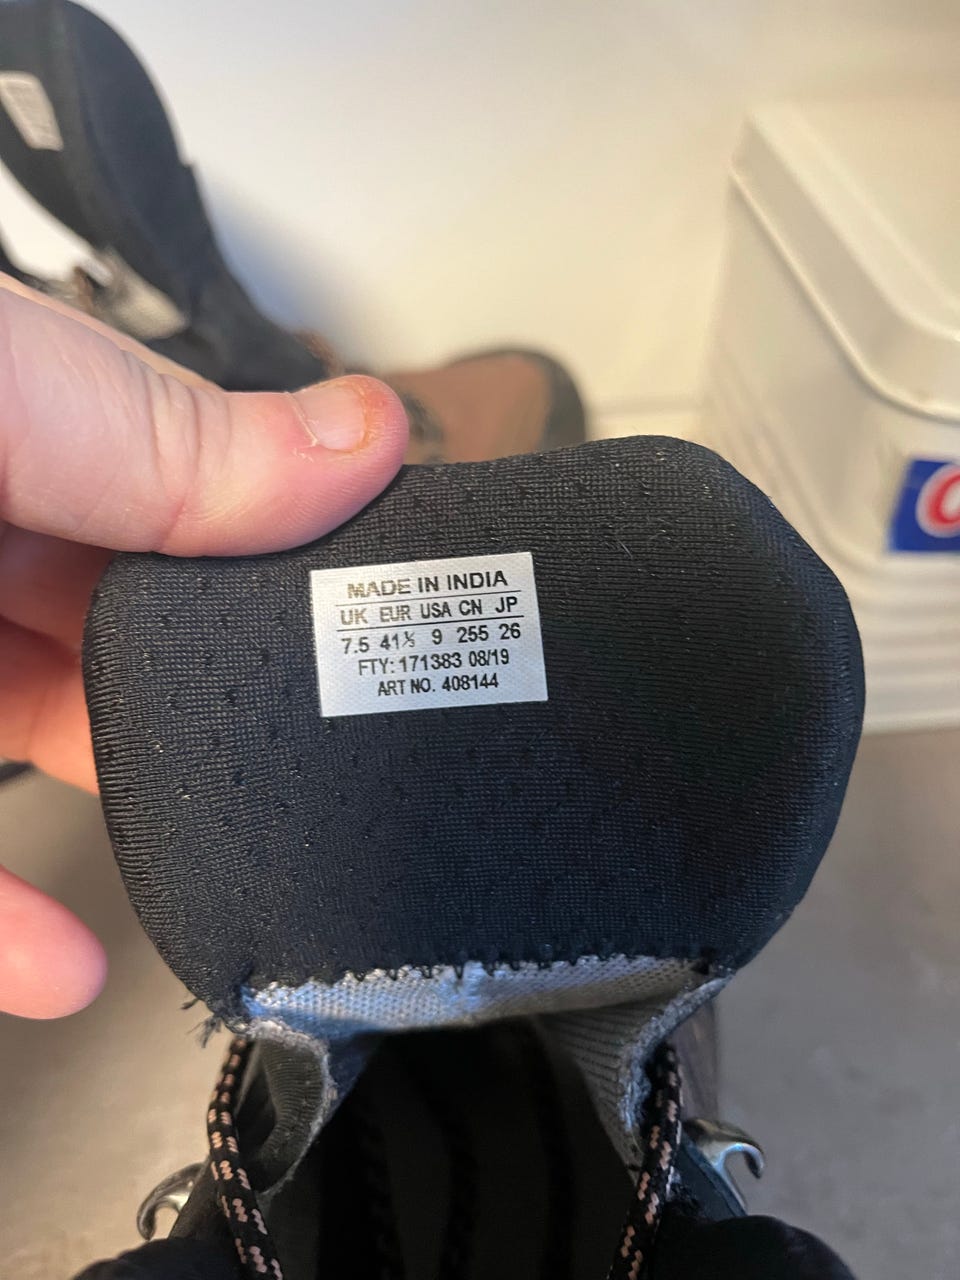 MADE IN INDIA
UK EUR USA CN JP
7.5 41⅓ 9 255 26
FTY: 171383 08/19
ART NO. 408144